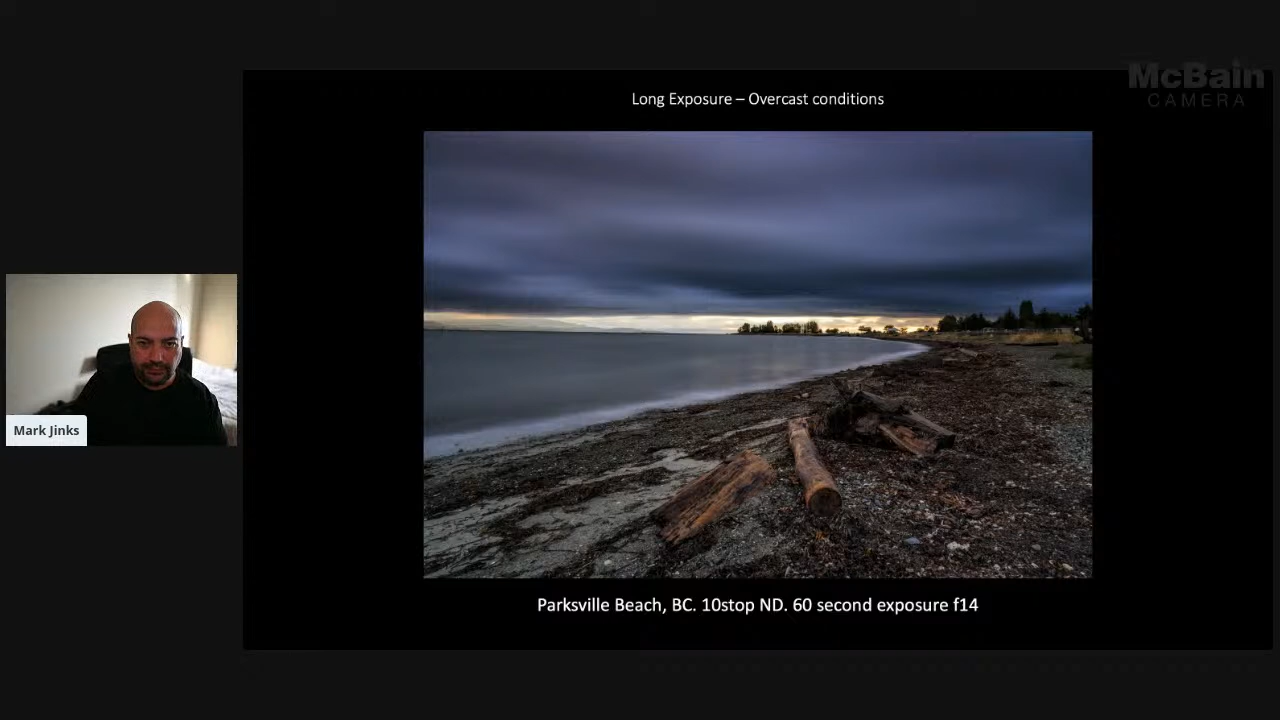 McBain
CAMERA
Long Exposure – Overcast conditions
Mark Jinks
Parksville Beach, BC. 10stop ND. 60 second exposure f14